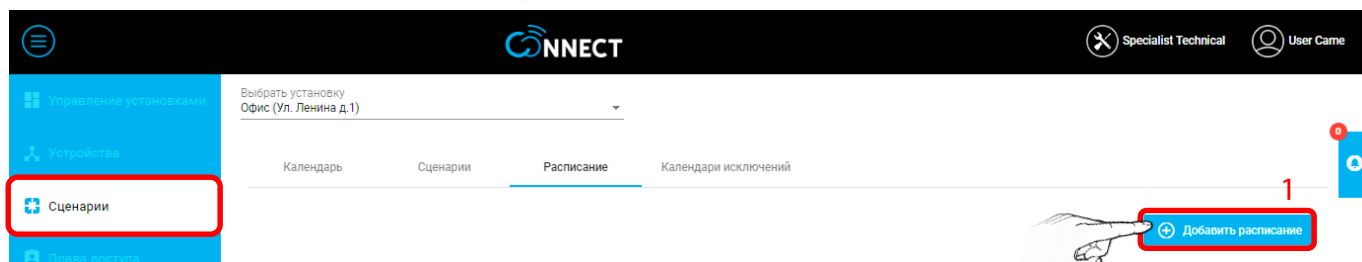 CONNECT
Specialist Technical
User Came
Управление установками
Устройства
Сценарии
Права доступа
Выбрать установку
Офис (Ул. Ленина д.1)
Календарь Сценарии Расписание Календари исключений
0
1
Добавить расписание